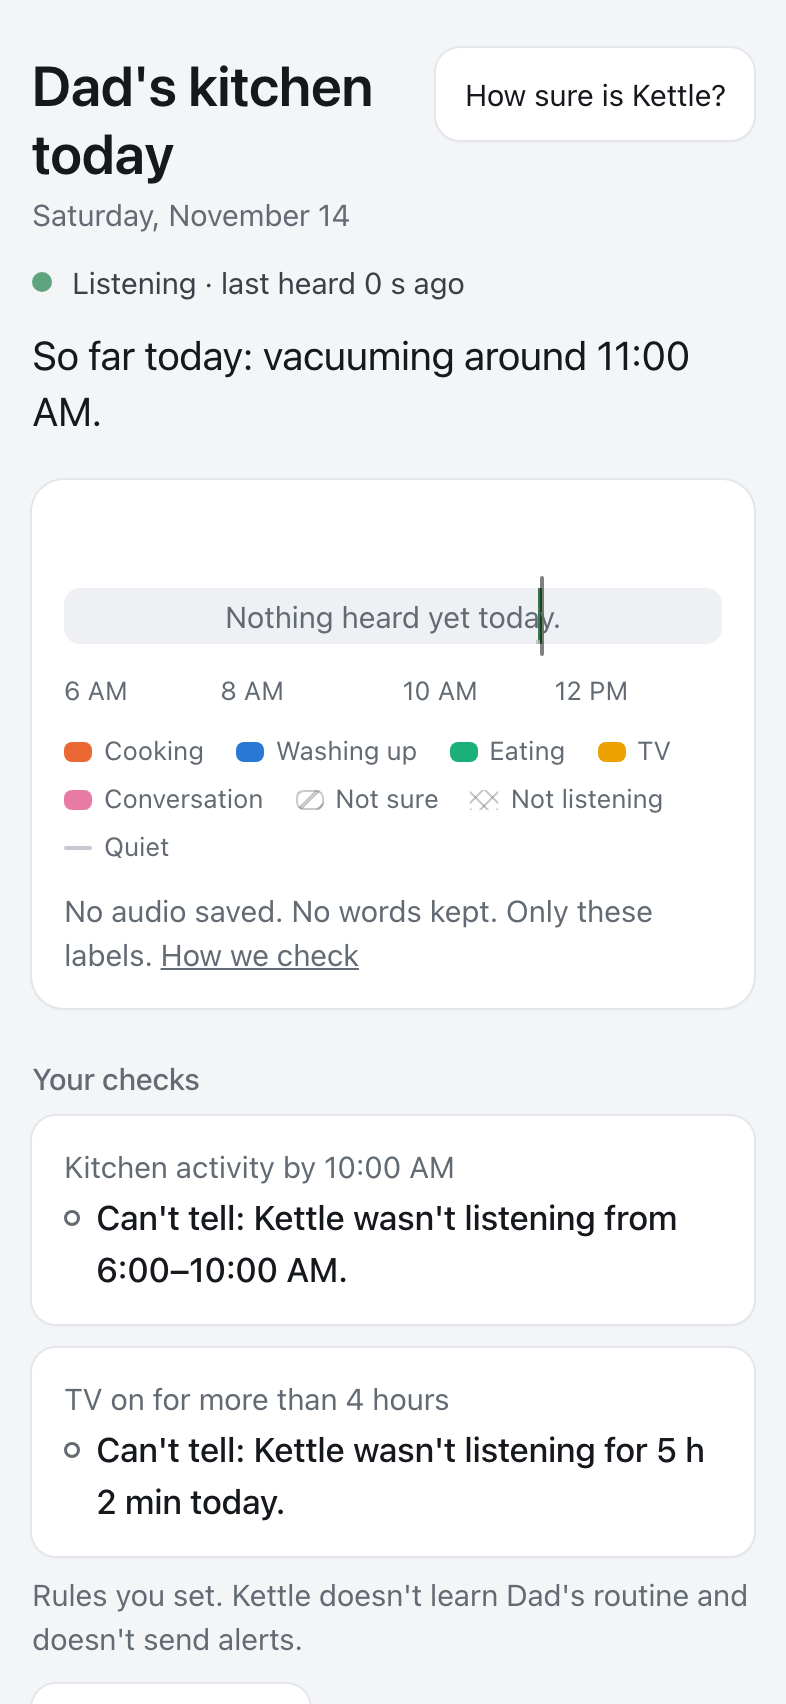 Dad's kitchen
today
How sure is Kettle?
Saturday, November 14
Listening · last heard 0 s ago
So far today: vacuuming around 11:00
AM.
Nothing heard yet today.
6 AM 8 AM 10 AM 12 PM
Cooking Washing up Eating TV
Conversation Not sure Not listening
Quiet
No audio saved. No words kept. Only these
labels. How we check
Your checks
Kitchen activity by 10:00 AM
Can't tell: Kettle wasn't listening from
6:00–10:00 AM.
TV on for more than 4 hours
Can't tell: Kettle wasn't listening for 5 h
2 min today.
Rules you set. Kettle doesn't learn Dad's routine and
doesn't send alerts.